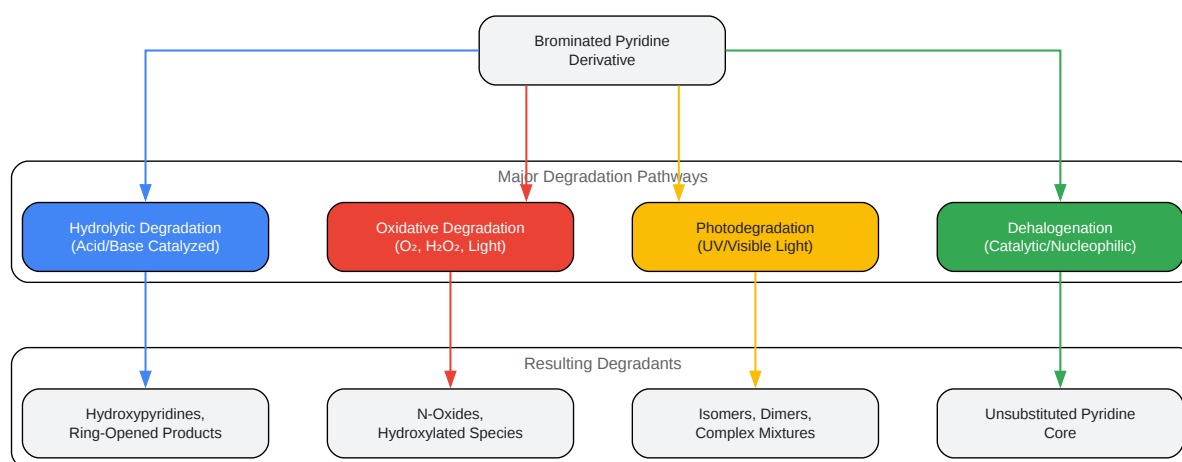 Brominated Pyridine
Derivative
Major Degradation Pathways
Hydrolytic Degradation
(Acid/Base Catalyzed)
Oxidative Degradation
(O₂, H₂O₂, Light)
Photodegradation
(UV/Visible Light)
Dehalogenation
(Catalytic/Nucleophilic)
Resulting Degradants
Hydroxypyridines,
Ring-Opened Products
N-Oxides,
Hydroxylated Species
Isomers, Dimers,
Complex Mixtures
Unsubstituted Pyridine
Core